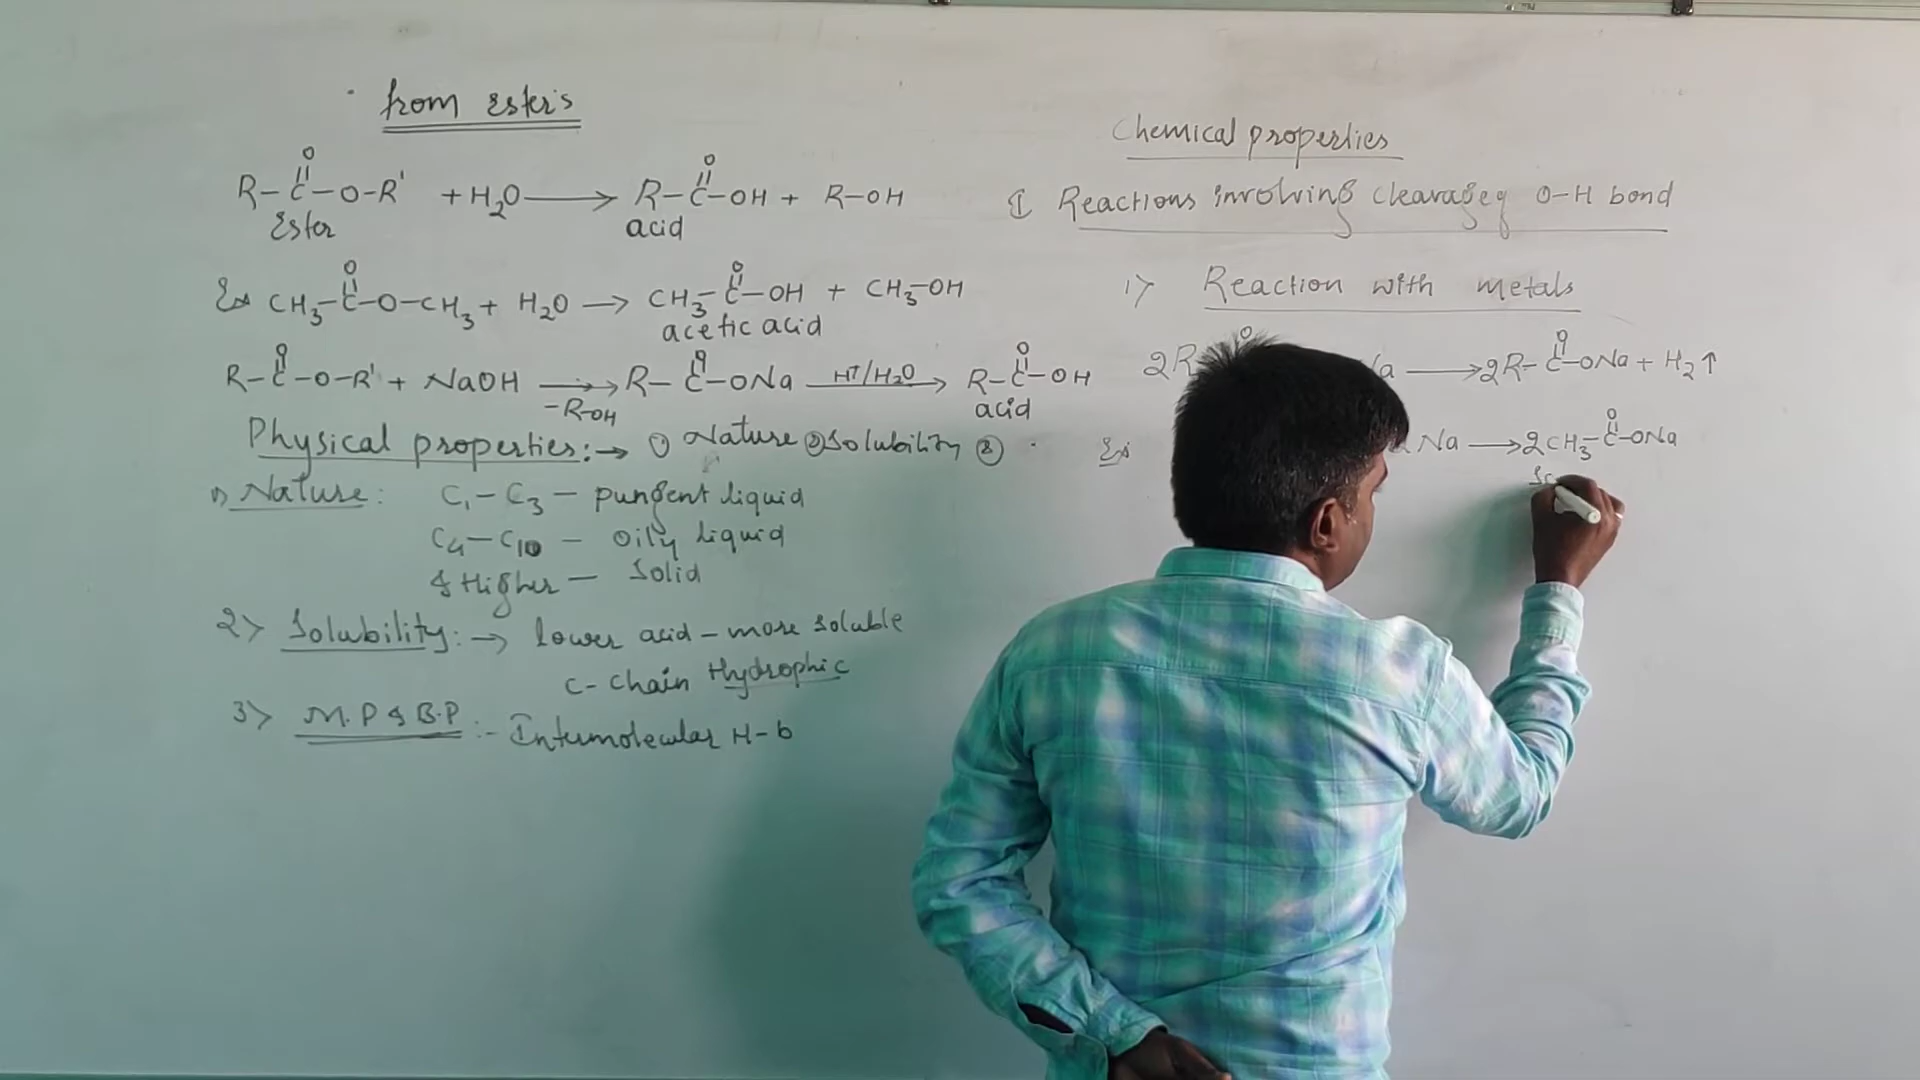 from Ester's
O O
R-C-O-R' + H2O ⟶ R-C-OH + R-OH
Ester acid
O O
Ex CH3-C-O-CH3 + H2O ⟶ CH3-C-OH + CH3-OH
acetic acid
O O O
R-C-O-R' + NaOH ⟶ R-C-ONa ⟶ R-C-OH
H+/H2O
-R-OH acid
Physical properties:→ ① Nature ② Solubility ③
1) Nature: C1-C3 - pungent liquid
C4-C10 - oily liquid
& Higher - Solid
2> Solubility:→ lower acid - more soluble
C-chain Hydrophic
3> M.P & B.P :- Intermolecular H-b
Chemical properties
I Reactions involving cleavage of O-H bond
1> Reaction with metals
O O
2R ⟶ 2R-C-ONa + H2↑
O
Ex Na ⟶ 2CH3-C-ONa